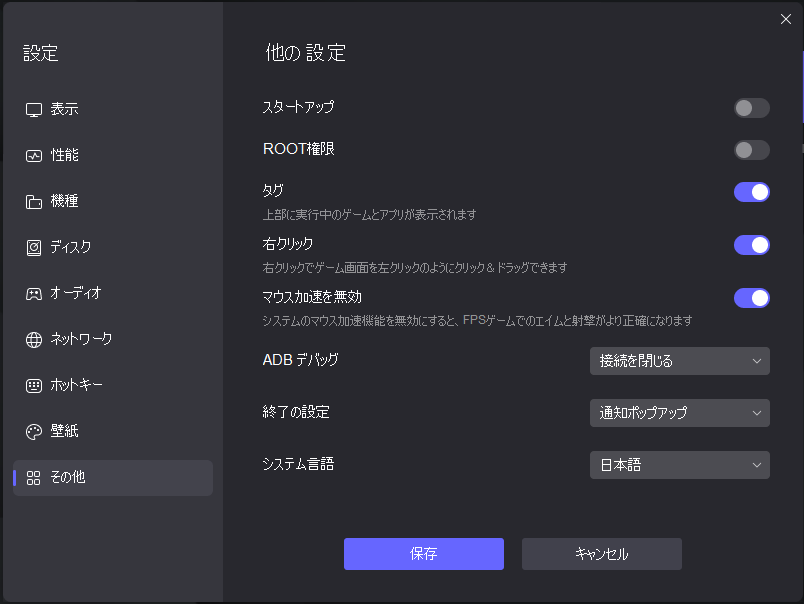 設定
表示
性能
機種
ディスク
オーディオ
ネットワーク
ホットキー
壁紙
その他
他の設定
スタートアップ
ROOT権限
タグ
上部に実行中のゲームとアプリが表示されます
右クリック
右クリックでゲーム画面を左クリックのようにクリック＆ドラッグできます
マウス加速を無効
システムのマウス加速機能を無効にすると、FPSゲームでのエイムと射撃がより正確になります
ADB デバッグ 接続を閉じる
終了の設定 通知ポップアップ
システム言語 日本語
保存 キャンセル